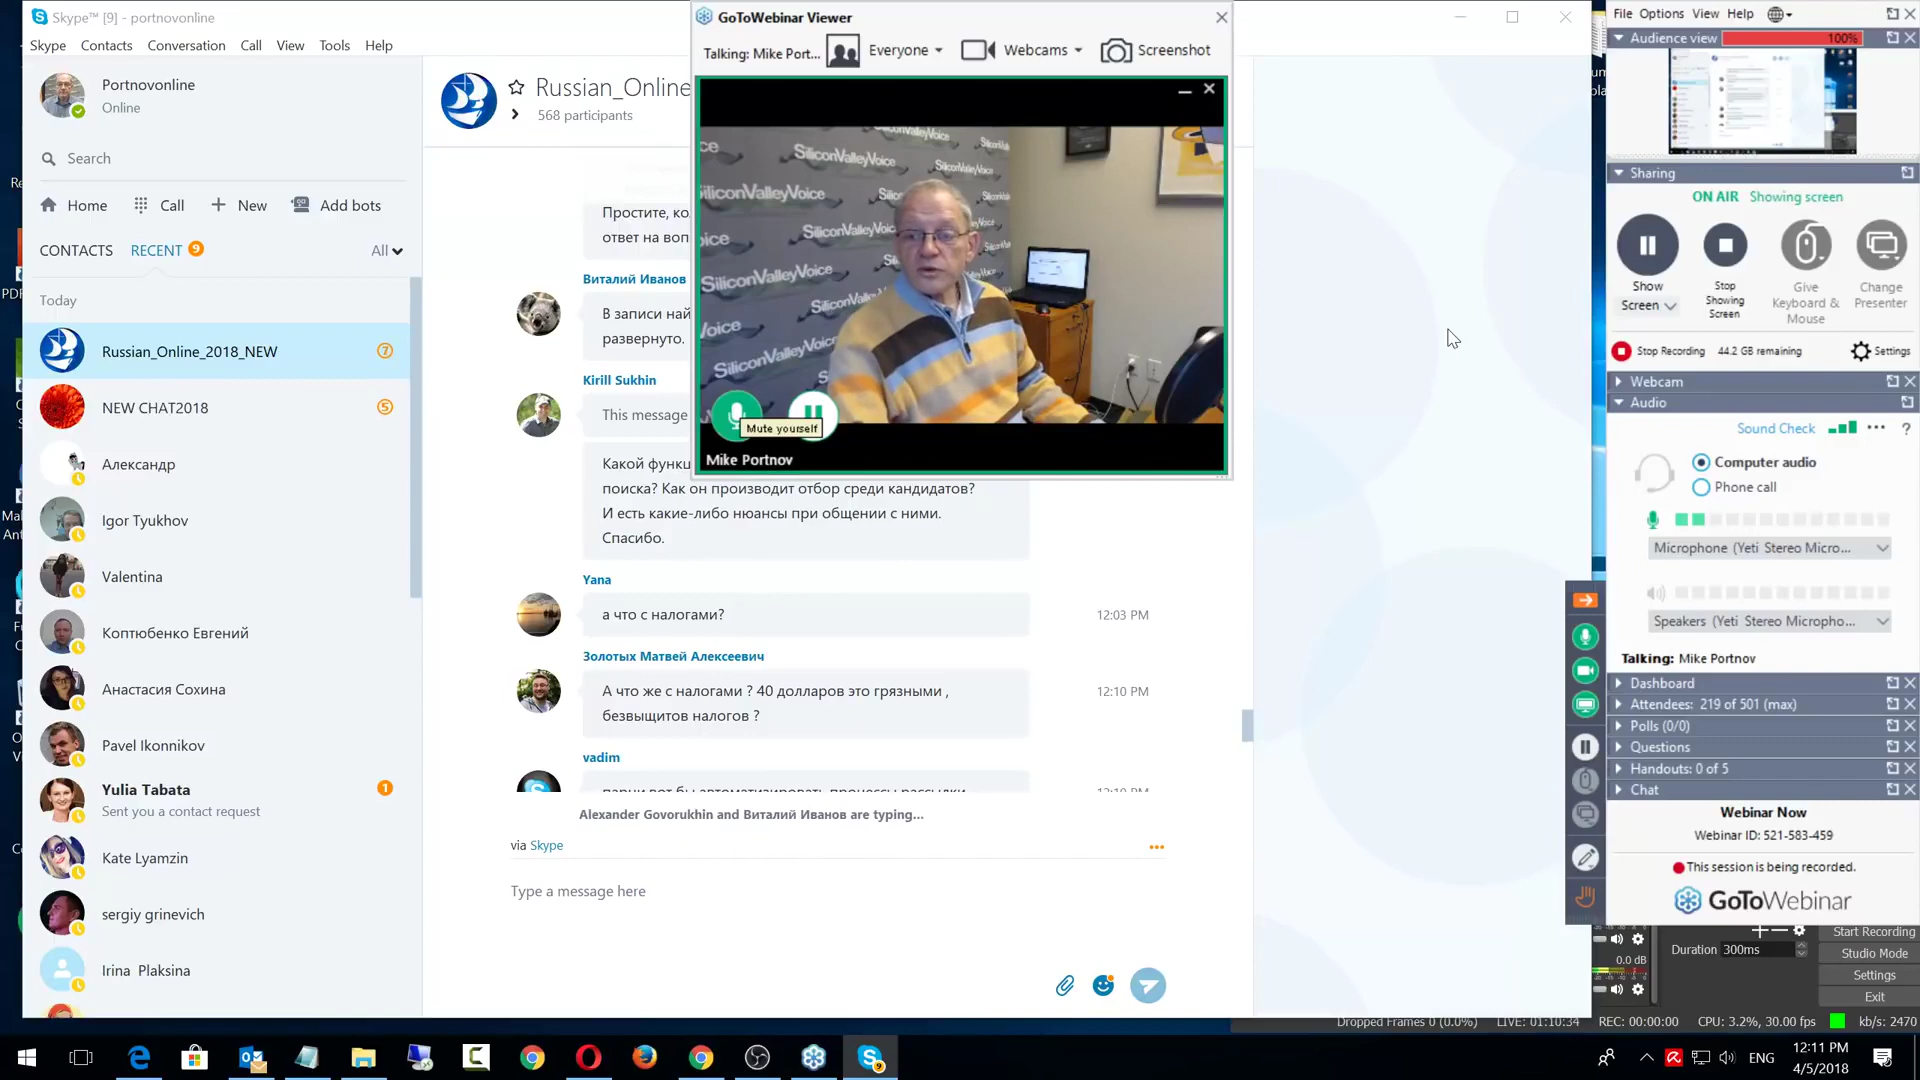 Skype™ [9] - portnovonline
Skype Contacts Conversation Call View Tools Help
Portnovonline
Online
Search
Home Call New Add bots
CONTACTS RECENT 9 All
Today
Russian_Online_2018_NEW 7
NEW CHAT2018 5
Александр
Igor Tyukhov
Valentina
Коптюбенко Евгений
Анастасия Сохина
Pavel Ikonnikov
Yulia Tabata 1
Sent you a contact request
Kate Lyamzin
sergiy grinevich
Irina Plaksina
Russian_Online
568 participants
Простите, ко
ответ на воп
Виталий Иванов
В записи най
развернуто.
Kirill Sukhin
This message
Какой функц
поиска? Как он производит отбор среди кандидатов?
И есть какие-либо нюансы при общении с ними.
Спасибо.
Yana
а что с налогами? 12:03 PM
Золотых Матвей Алексеевич
А что же с налогами ? 40 долларов это грязными ,
безвыщитов налогов ?
12:10 PM
vadim
Alexander Govorukhin and Виталий Иванов are typing...
via Skype
Type a message here
GoToWebinar Viewer
Talking: Mike Port... Everyone Webcams Screenshot
SiliconValleyVoice
SiliconValleyVoice
SiliconValleyVoice
SiliconValleyVoice
Mute yourself
Mike Portnov
File Options View Help
Audience view 100%
Sharing
ON AIR Showing screen
Show
Screen
Stop
Showing
Screen
Give
Keyboard &
Mouse
Change
Presenter
Stop Recording 44.2 GB remaining Settings
Webcam
Audio
Sound Check ?
Computer audio
Phone call
Microphone (Yeti Stereo Micro...
Speakers (Yeti Stereo Micropho...
Talking: Mike Portnov
Dashboard
Attendees: 219 of 501 (max)
Polls (0/0)
Questions
Handouts: 0 of 5
Chat
Webinar Now
Webinar ID: 521-583-459
This session is being recorded.
GoToWebinar
Start Recording
Duration 300ms
Studio Mode
0.0 dB
Settings
Exit
Dropped Frames 0 (0.0%) LIVE: 01:10:34 REC: 00:00:00 CPU: 3.2%, 30.00 fps kb/s: 2470
ENG
12:11 PM
4/5/2018